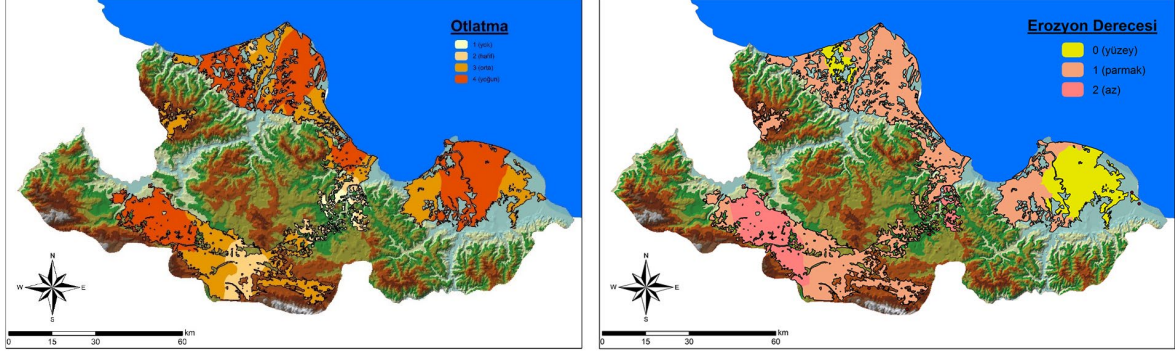 Otlatma
1 (yok)
2 (hafif)
3 (orta)
4 (yoğun)
N
W
E
S
km
0
15
30
60
Erozyon Derecesi
0 (yüzey)
1 (parmak)
2 (az)
N
W
E
S
km
0
15
30
60